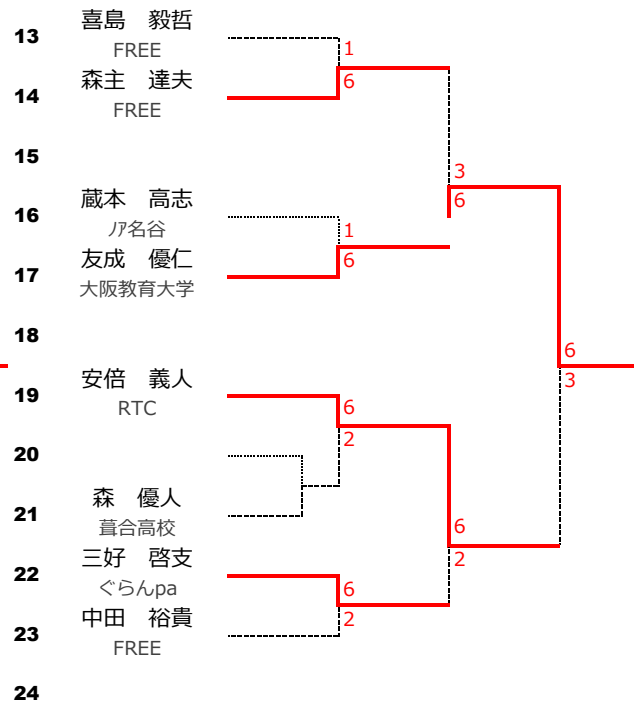 13 喜島　毅哲
FREE
1
14 森主　達夫
6
FREE
15
3
16 蔵本　高志
6
ﾉｱ名谷
1
17 友成　優仁
6
大阪教育大学
18
6
3
19 安倍　義人
RTC
6
2
20
21 森　優人
葺合高校
6
2
22 三好　啓支
ぐらんpa
6
2
23 中田　裕貴
FREE
24